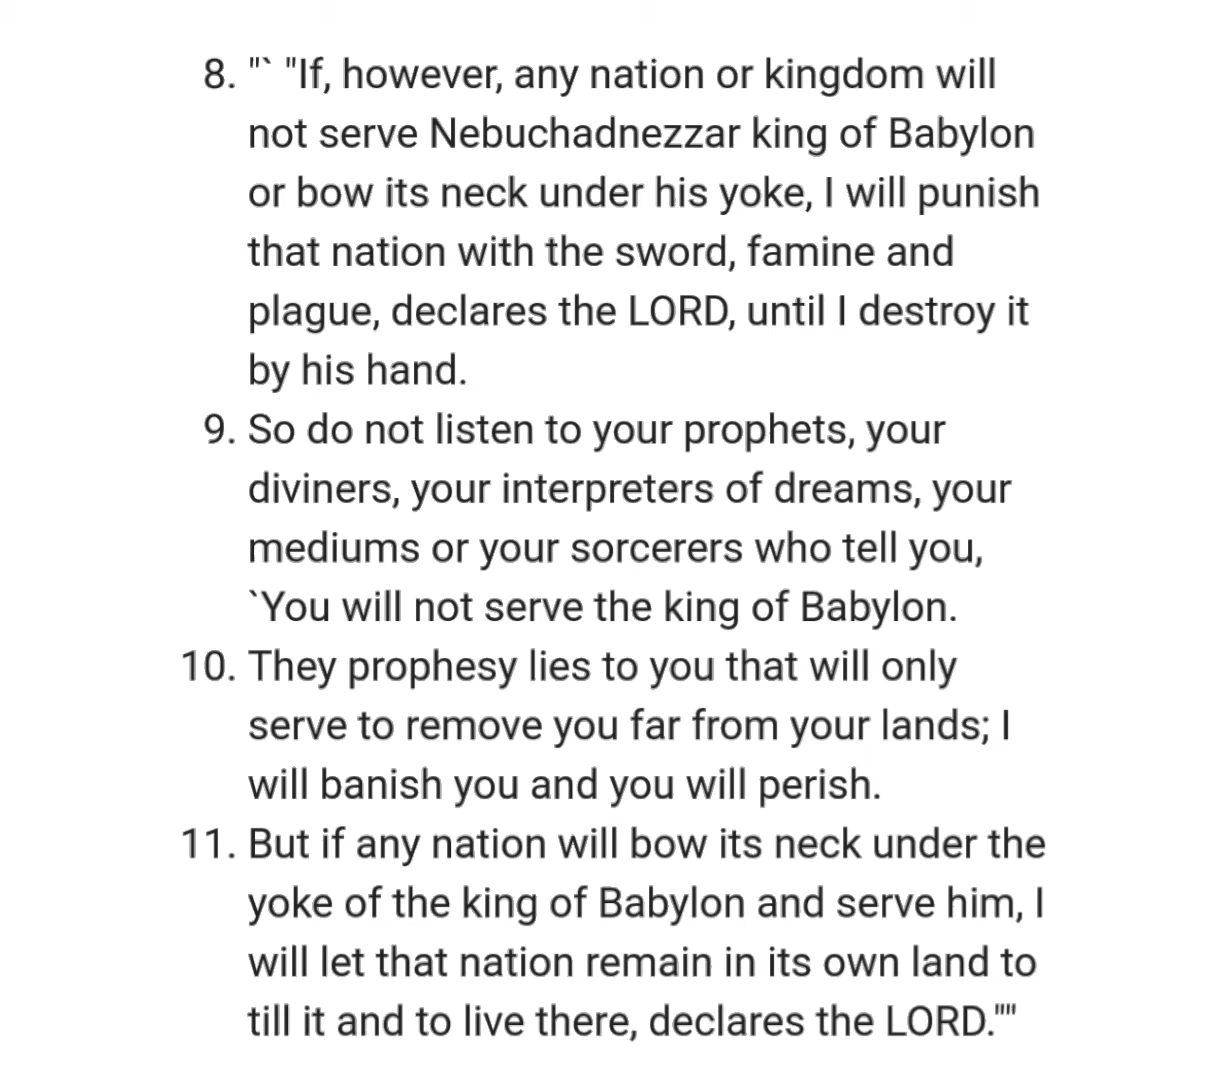 8. "` "If, however, any nation or kingdom will
not serve Nebuchadnezzar king of Babylon
or bow its neck under his yoke, I will punish
that nation with the sword, famine and
plague, declares the LORD, until I destroy it
by his hand.
9. So do not listen to your prophets, your
diviners, your interpreters of dreams, your
mediums or your sorcerers who tell you,
`You will not serve the king of Babylon.
10. They prophesy lies to you that will only
serve to remove you far from your lands; I
will banish you and you will perish.
11. But if any nation will bow its neck under the
yoke of the king of Babylon and serve him, I
will let that nation remain in its own land to
till it and to live there, declares the LORD.""